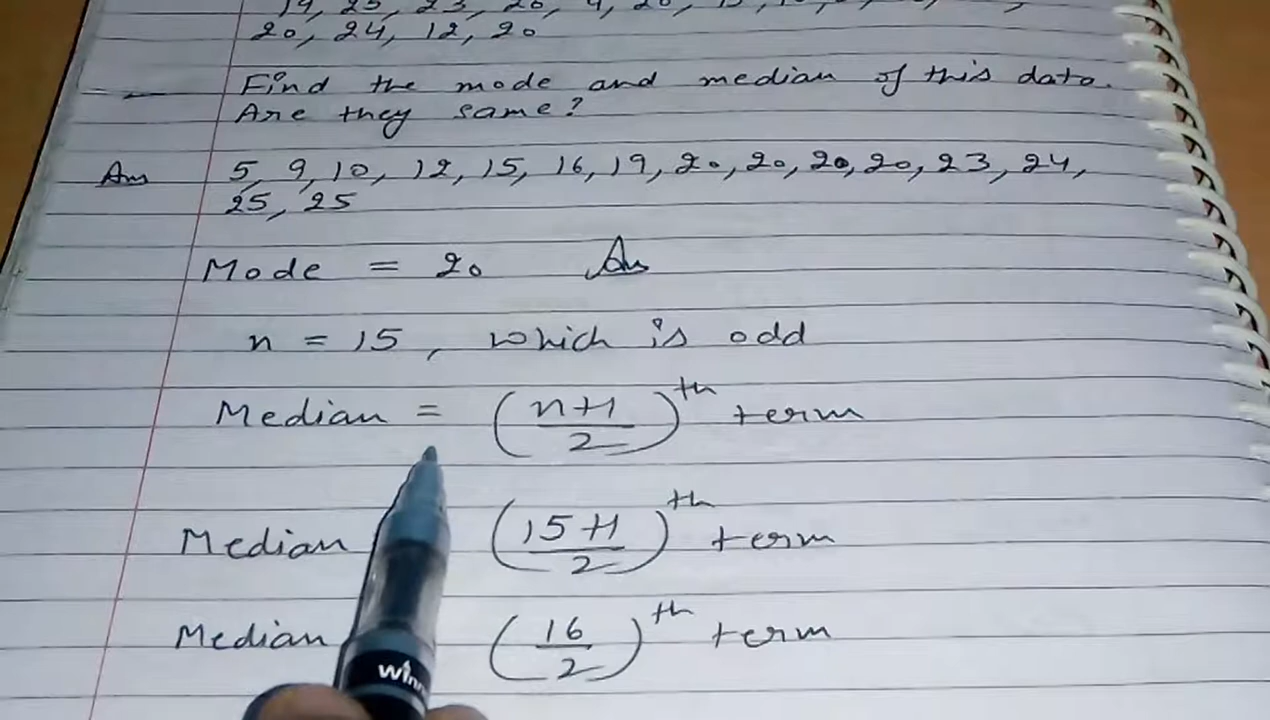 20, 24, 12, 20
Find the mode and median of this data.
Are they same?
Ans 5, 9, 10, 12, 15, 16, 19, 20, 20, 20, 20, 23, 24,
25, 25
Mode = 20 Ans
n = 15, which is odd
Median = (n+1/2)th term
Median (15+1/2)th term
Median (16/2)th term